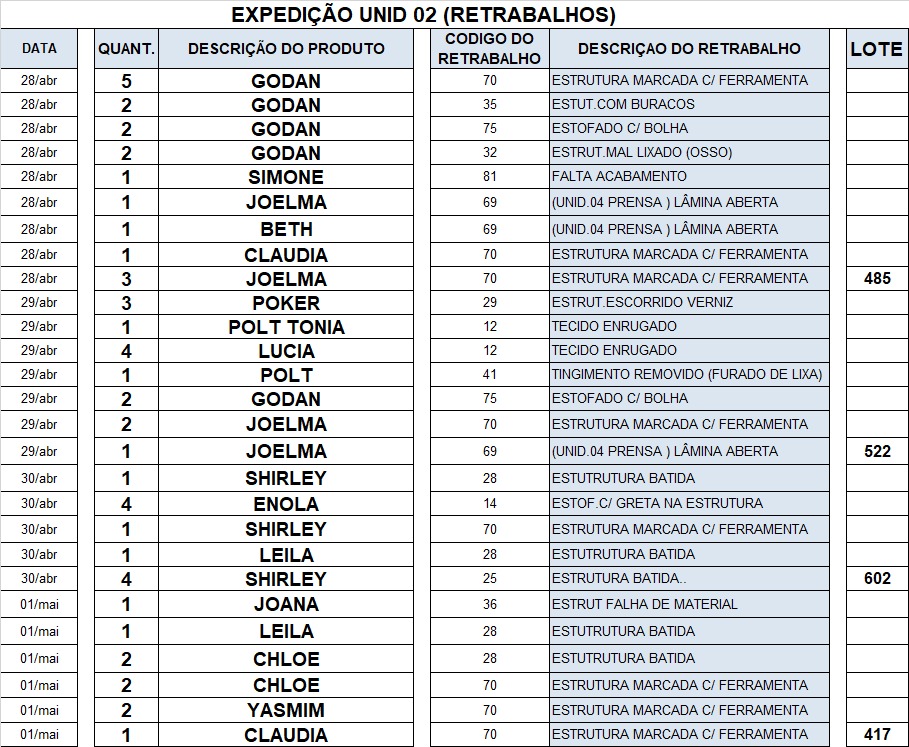 EXPEDIÇÃO UNID 02 (RETRABALHOS)
DATA QUANT. DESCRIÇÃO DO PRODUTO CODIGO DO RETRABALHO DESCRIÇAO DO RETRABALHO LOTE
28/abr 5 GODAN 70 ESTRUTURA MARCADA C/ FERRAMENTA
28/abr 2 GODAN 35 ESTUT.COM BURACOS
28/abr 2 GODAN 75 ESTOFADO C/ BOLHA
28/abr 2 GODAN 32 ESTRUT.MAL LIXADO (OSSO)
28/abr 1 SIMONE 81 FALTA ACABAMENTO
28/abr 1 JOELMA 69 (UNID.04 PRENSA ) LÂMINA ABERTA
28/abr 1 BETH 69 (UNID.04 PRENSA ) LÂMINA ABERTA
28/abr 1 CLAUDIA 70 ESTRUTURA MARCADA C/ FERRAMENTA
28/abr 3 JOELMA 70 ESTRUTURA MARCADA C/ FERRAMENTA 485
29/abr 3 POKER 29 ESTRUT.ESCORRIDO VERNIZ
29/abr 1 POLT TONIA 12 TECIDO ENRUGADO
29/abr 4 LUCIA 12 TECIDO ENRUGADO
29/abr 1 POLT 41 TINGIMENTO REMOVIDO (FURADO DE LIXA)
29/abr 2 GODAN 75 ESTOFADO C/ BOLHA
29/abr 2 JOELMA 70 ESTRUTURA MARCADA C/ FERRAMENTA
29/abr 1 JOELMA 69 (UNID.04 PRENSA ) LÂMINA ABERTA 522
30/abr 1 SHIRLEY 28 ESTUTRUTURA BATIDA
30/abr 4 ENOLA 14 ESTOF.C/ GRETA NA ESTRUTURA
30/abr 1 SHIRLEY 70 ESTRUTURA MARCADA C/ FERRAMENTA
30/abr 1 LEILA 28 ESTUTRUTURA BATIDA
30/abr 4 SHIRLEY 25 ESTRUTURA BATIDA.. 602
01/mai 1 JOANA 36 ESTRUT FALHA DE MATERIAL
01/mai 1 LEILA 28 ESTUTRUTURA BATIDA
01/mai 2 CHLOE 28 ESTUTRUTURA BATIDA
01/mai 2 CHLOE 70 ESTRUTURA MARCADA C/ FERRAMENTA
01/mai 2 YASMIM 70 ESTRUTURA MARCADA C/ FERRAMENTA
01/mai 1 CLAUDIA 70 ESTRUTURA MARCADA C/ FERRAMENTA 417